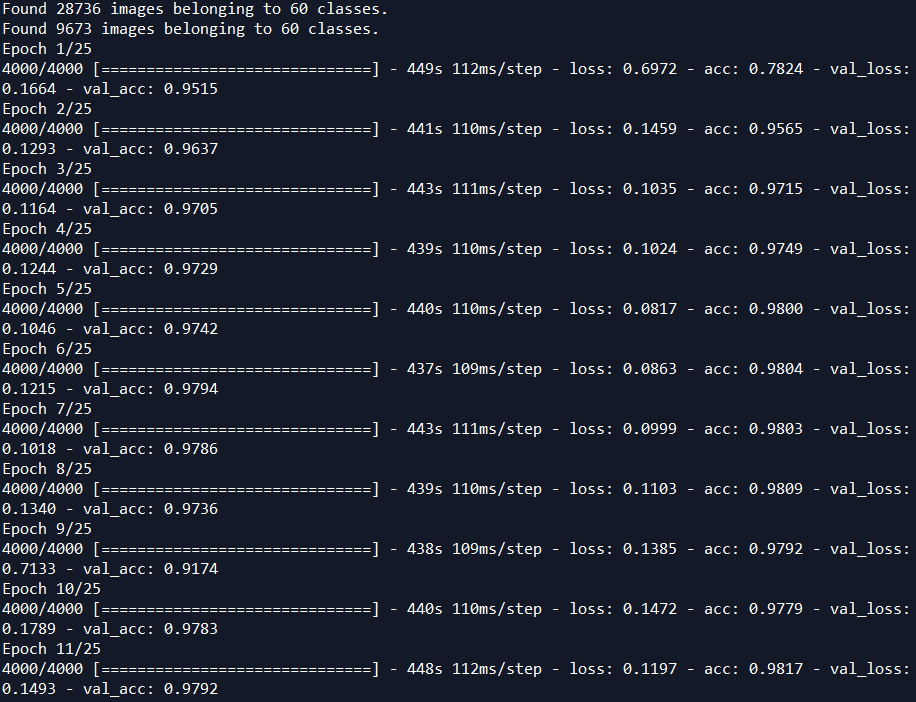 Found 28736 images belonging to 60 classes.
Found 9673 images belonging to 60 classes.
Epoch 1/25
4000/4000 [==============================] - 449s 112ms/step - loss: 0.6972 - acc: 0.7824 - val_loss:
0.1664 - val_acc: 0.9515
Epoch 2/25
4000/4000 [==============================] - 441s 110ms/step - loss: 0.1459 - acc: 0.9565 - val_loss:
0.1293 - val_acc: 0.9637
Epoch 3/25
4000/4000 [==============================] - 443s 111ms/step - loss: 0.1035 - acc: 0.9715 - val_loss:
0.1164 - val_acc: 0.9705
Epoch 4/25
4000/4000 [==============================] - 439s 110ms/step - loss: 0.1024 - acc: 0.9749 - val_loss:
0.1244 - val_acc: 0.9729
Epoch 5/25
4000/4000 [==============================] - 440s 110ms/step - loss: 0.0817 - acc: 0.9800 - val_loss:
0.1046 - val_acc: 0.9742
Epoch 6/25
4000/4000 [==============================] - 437s 109ms/step - loss: 0.0863 - acc: 0.9804 - val_loss:
0.1215 - val_acc: 0.9794
Epoch 7/25
4000/4000 [==============================] - 443s 111ms/step - loss: 0.0999 - acc: 0.9803 - val_loss:
0.1018 - val_acc: 0.9786
Epoch 8/25
4000/4000 [==============================] - 439s 110ms/step - loss: 0.1103 - acc: 0.9809 - val_loss:
0.1340 - val_acc: 0.9736
Epoch 9/25
4000/4000 [==============================] - 438s 109ms/step - loss: 0.1385 - acc: 0.9792 - val_loss:
0.7133 - val_acc: 0.9174
Epoch 10/25
4000/4000 [==============================] - 440s 110ms/step - loss: 0.1472 - acc: 0.9779 - val_loss:
0.1789 - val_acc: 0.9783
Epoch 11/25
4000/4000 [==============================] - 448s 112ms/step - loss: 0.1197 - acc: 0.9817 - val_loss:
0.1493 - val_acc: 0.9792